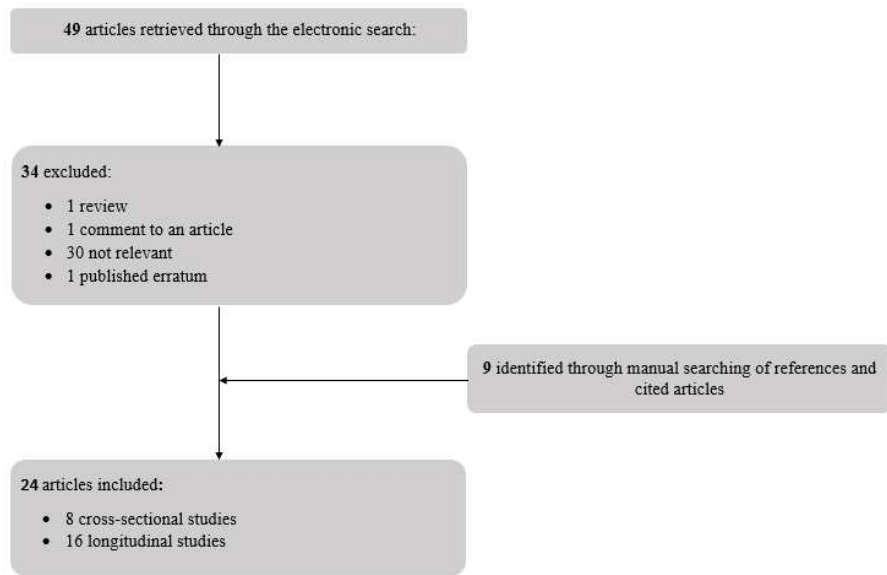 49 articles retrieved through the electronic search:
34 excluded:
• 1 review
• 1 comment to an article
• 30 not relevant
• 1 published erratum
9 identified through manual searching of references and
cited articles
24 articles included:
• 8 cross-sectional studies
• 16 longitudinal studies